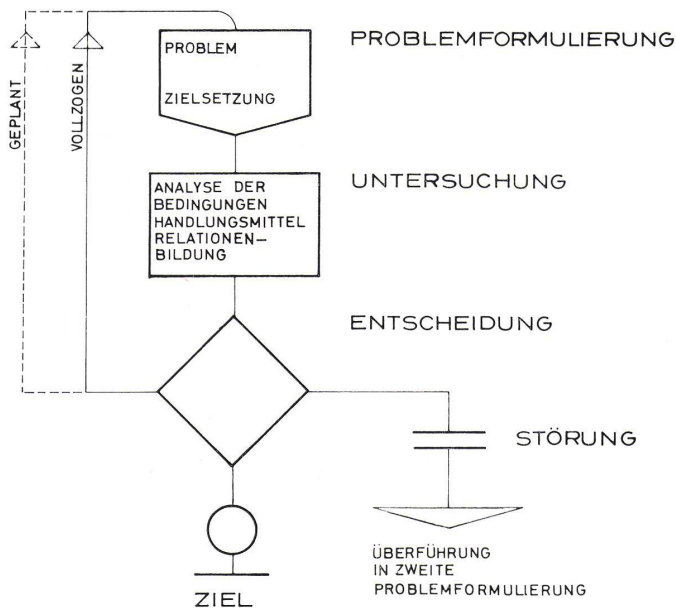 PROBLEM
ZIELSETZUNG
PROBLEMFORMULIERUNG
GEPLANT
VOLLZOGEN
ANALYSE DER
BEDINGUNGEN
HANDLUNGSMITTEL
RELATIONEN—
BILDUNG
UNTERSUCHUNG
ENTSCHEIDUNG
STÖRUNG
ÜBERFÜHRUNG
IN ZWEITE
PROBLEMFORMULIERUNG
ZIEL